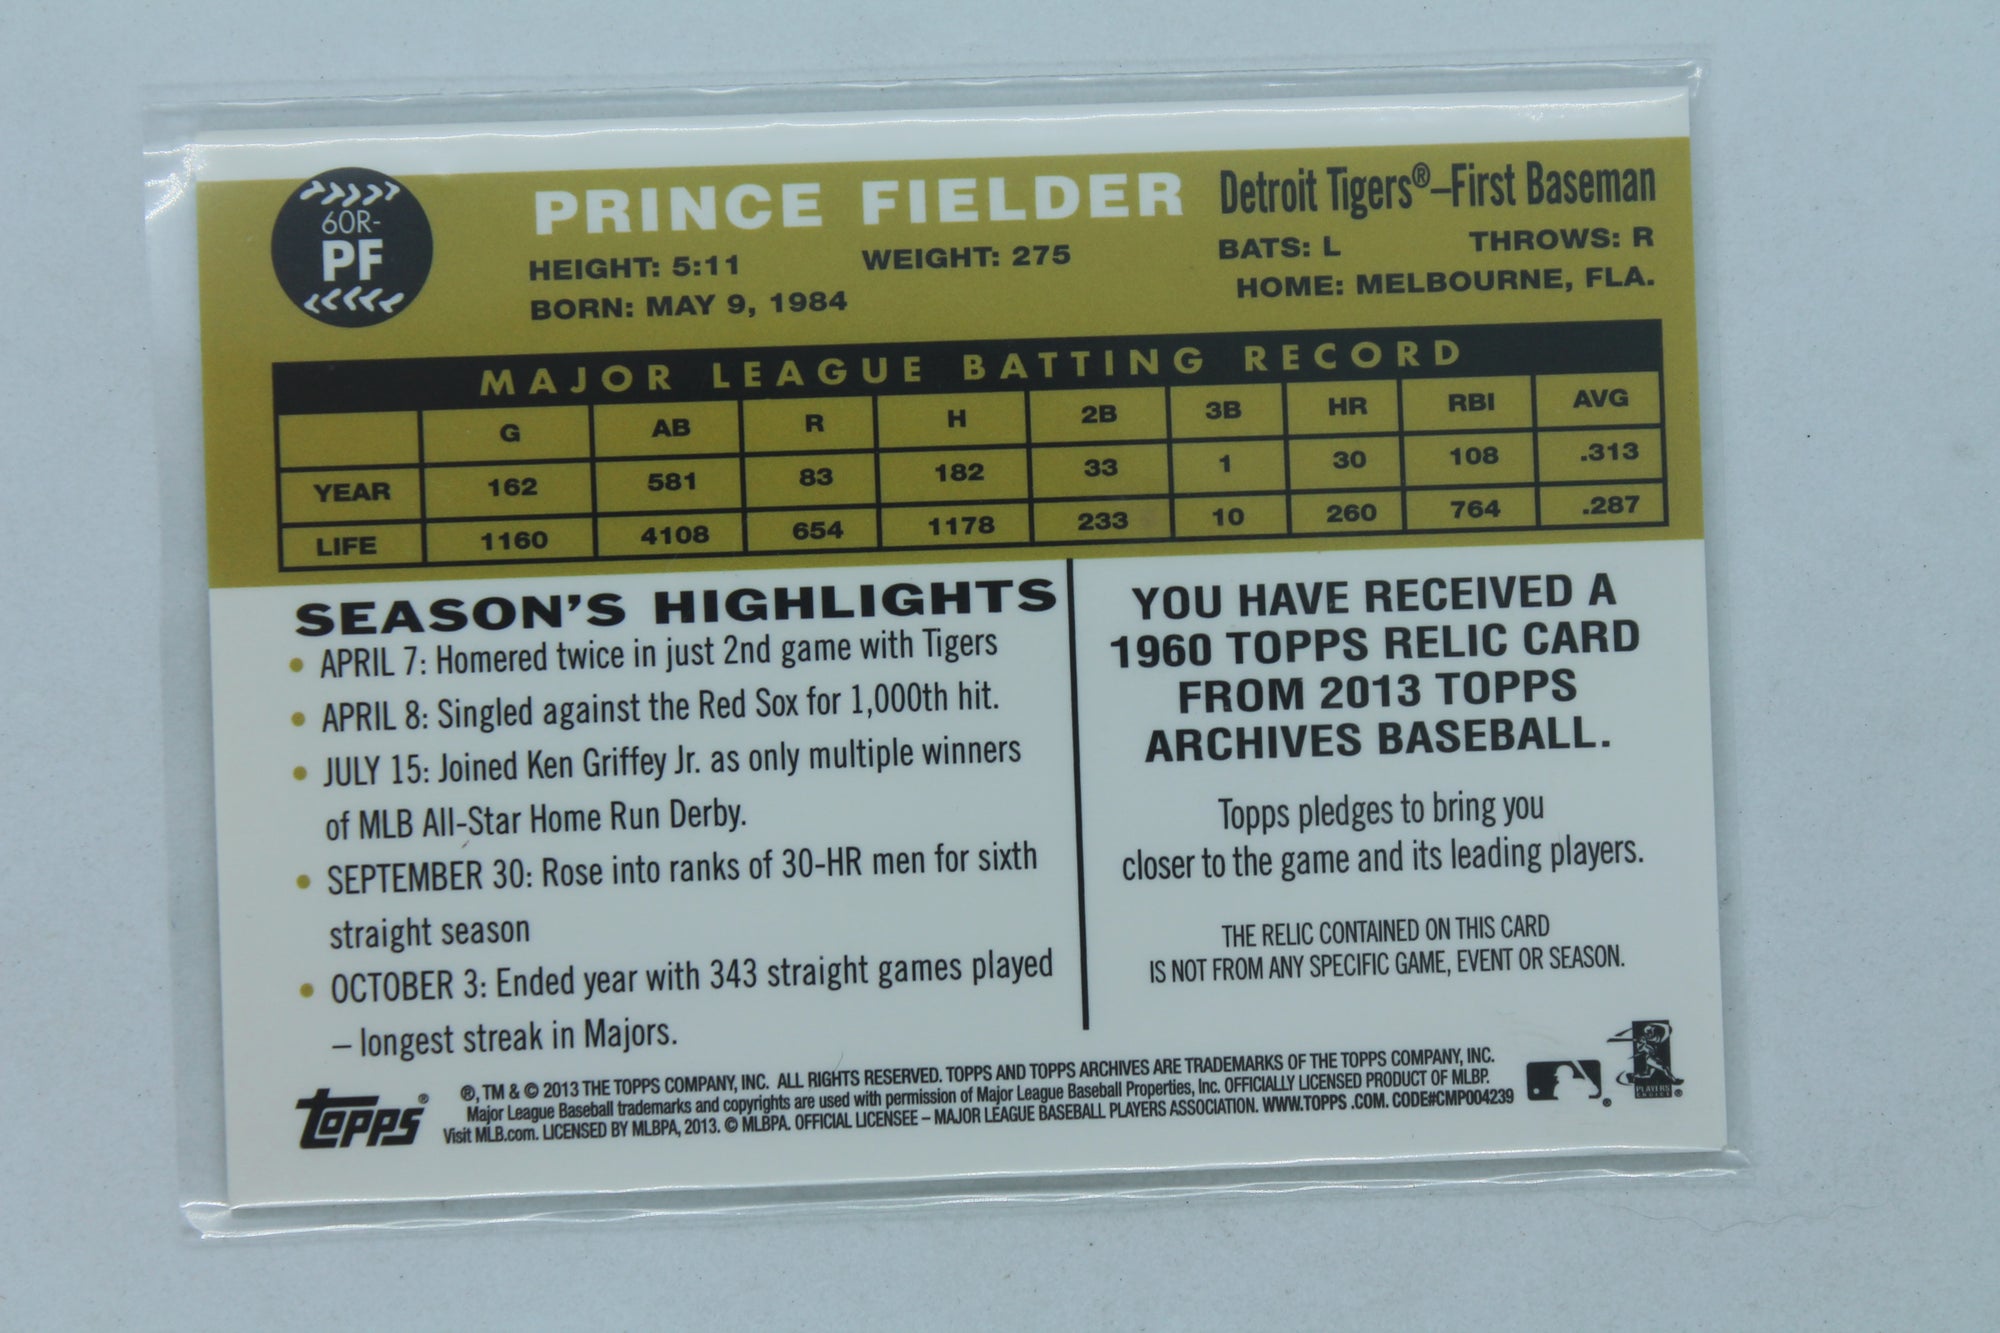 60R-
PF
PRINCE FIELDER
Detroit Tigers®–First Baseman
HEIGHT: 5:11 WEIGHT: 275
BATS: L THROWS: R
BORN: MAY 9, 1984
HOME: MELBOURNE, FLA.
MAJOR LEAGUE BATTING RECORD
G AB R H 2B 3B HR RBI AVG
YEAR 162 581 83 182 33 1 30 108 .313
LIFE 1160 4108 654 1178 233 10 260 764 .287
SEASON'S HIGHLIGHTS
• APRIL 7: Homered twice in just 2nd game with Tigers
• APRIL 8: Singled against the Red Sox for 1,000th hit.
• JULY 15: Joined Ken Griffey Jr. as only multiple winners
of MLB All-Star Home Run Derby.
• SEPTEMBER 30: Rose into ranks of 30-HR men for sixth
straight season
• OCTOBER 3: Ended year with 343 straight games played
– longest streak in Majors.
YOU HAVE RECEIVED A
1960 TOPPS RELIC CARD
FROM 2013 TOPPS
ARCHIVES BASEBALL.
Topps pledges to bring you
closer to the game and its leading players.
THE RELIC CONTAINED ON THIS CARD
IS NOT FROM ANY SPECIFIC GAME, EVENT OR SEASON.
Topps®
®, TM & © 2013 THE TOPPS COMPANY, INC. ALL RIGHTS RESERVED. TOPPS AND TOPPS ARCHIVES ARE TRADEMARKS OF THE TOPPS COMPANY, INC.
Major League Baseball trademarks and copyrights are used with permission of Major League Baseball Properties, Inc. OFFICIALLY LICENSED PRODUCT OF MLBP.
Visit MLB.com. LICENSED BY MLBPA, 2013. © MLBPA. OFFICIAL LICENSEE – MAJOR LEAGUE BASEBALL PLAYERS ASSOCIATION. WWW.TOPPS .COM. CODE#CMP004239
PLAYERS
CHOICE